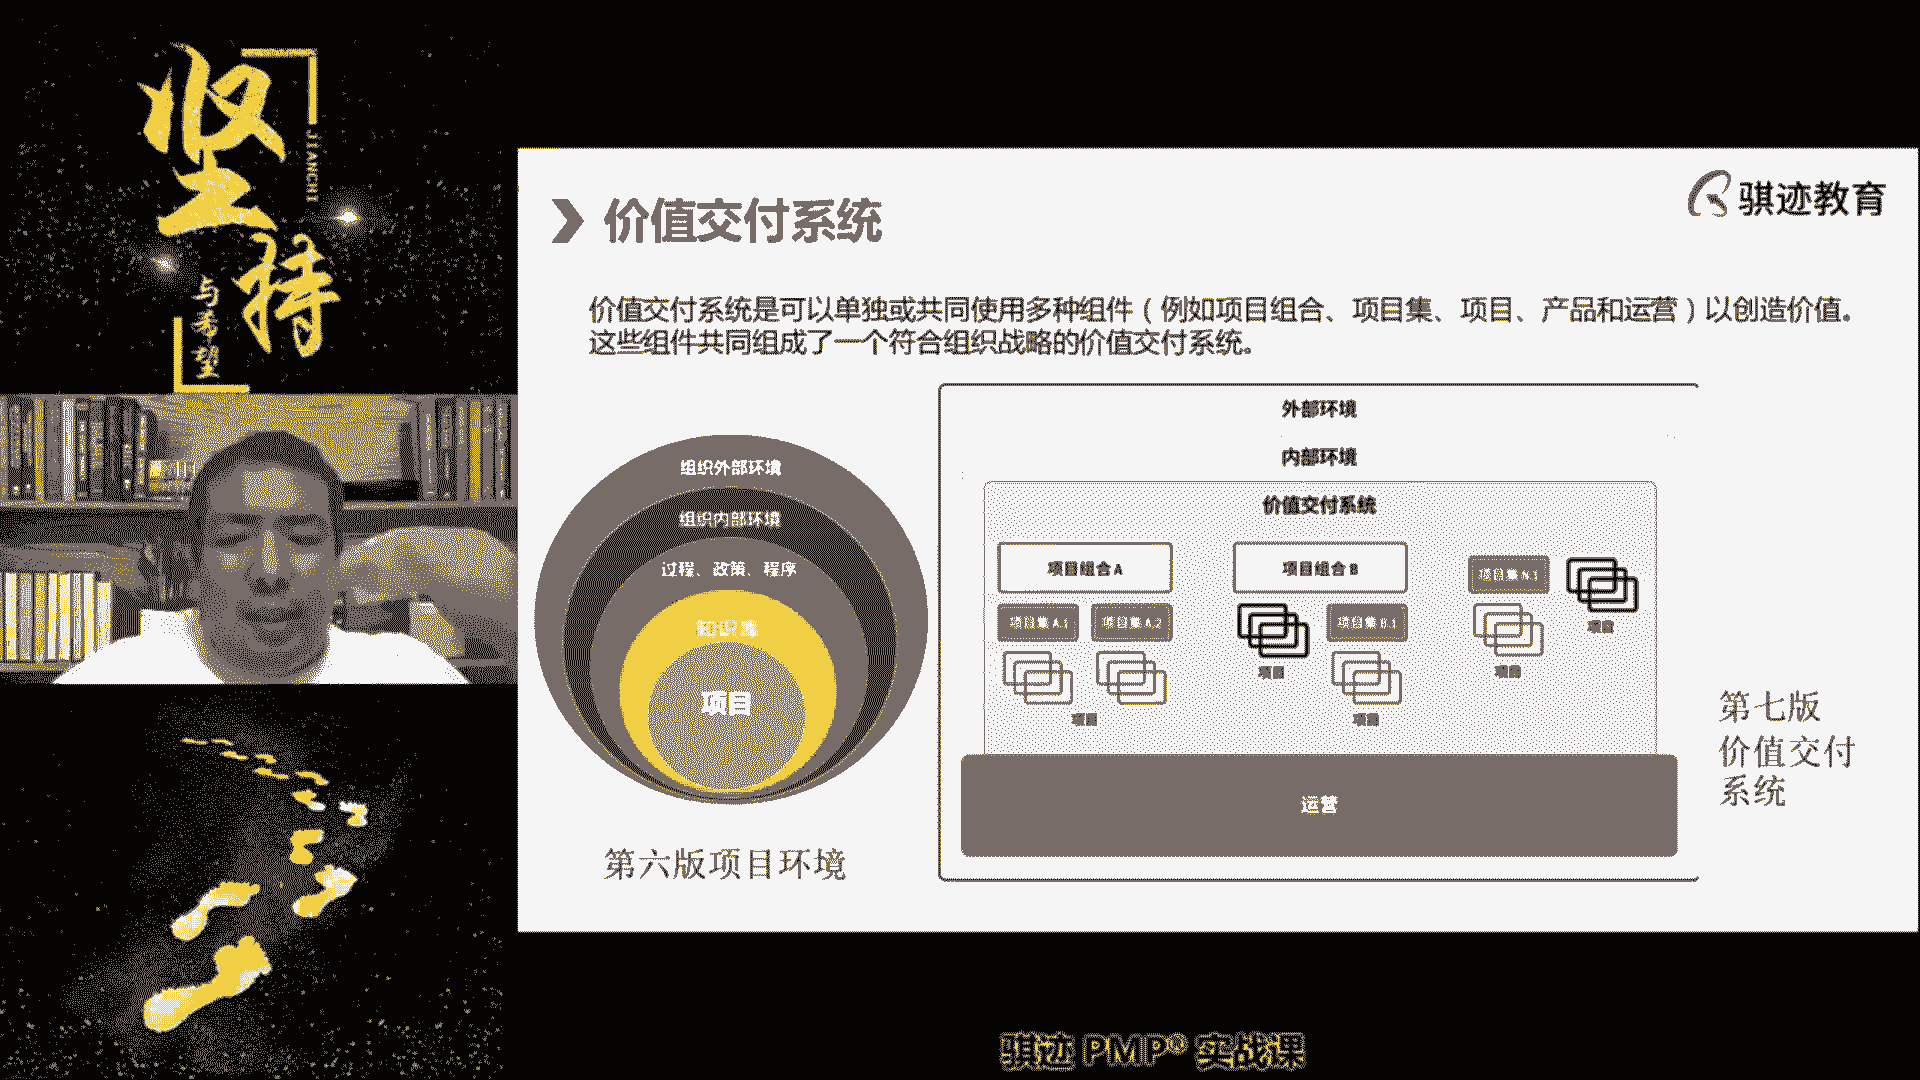 坚持
JIANCHI
与希望
骐迹教育
价值交付系统
价值交付系统是可以单独或共同使用多种组件（例如项目组合、项目集、项目、产品和运营）以创造价值。
这些组件共同组成了一个符合组织战略的价值交付系统。
组织外部环境
组织内部环境
过程、政策、程序
知识库
项目
第六版项目环境
外部环境
内部环境
价值交付系统
项目组合 A
项目组合 B
项目集 N.1
项目集 A.1
项目集 A.2
项目集 B.1
项目
项目
项目
项目
项目
运营
第七版
价值交付
系统
骐迹 PMP® 实战课